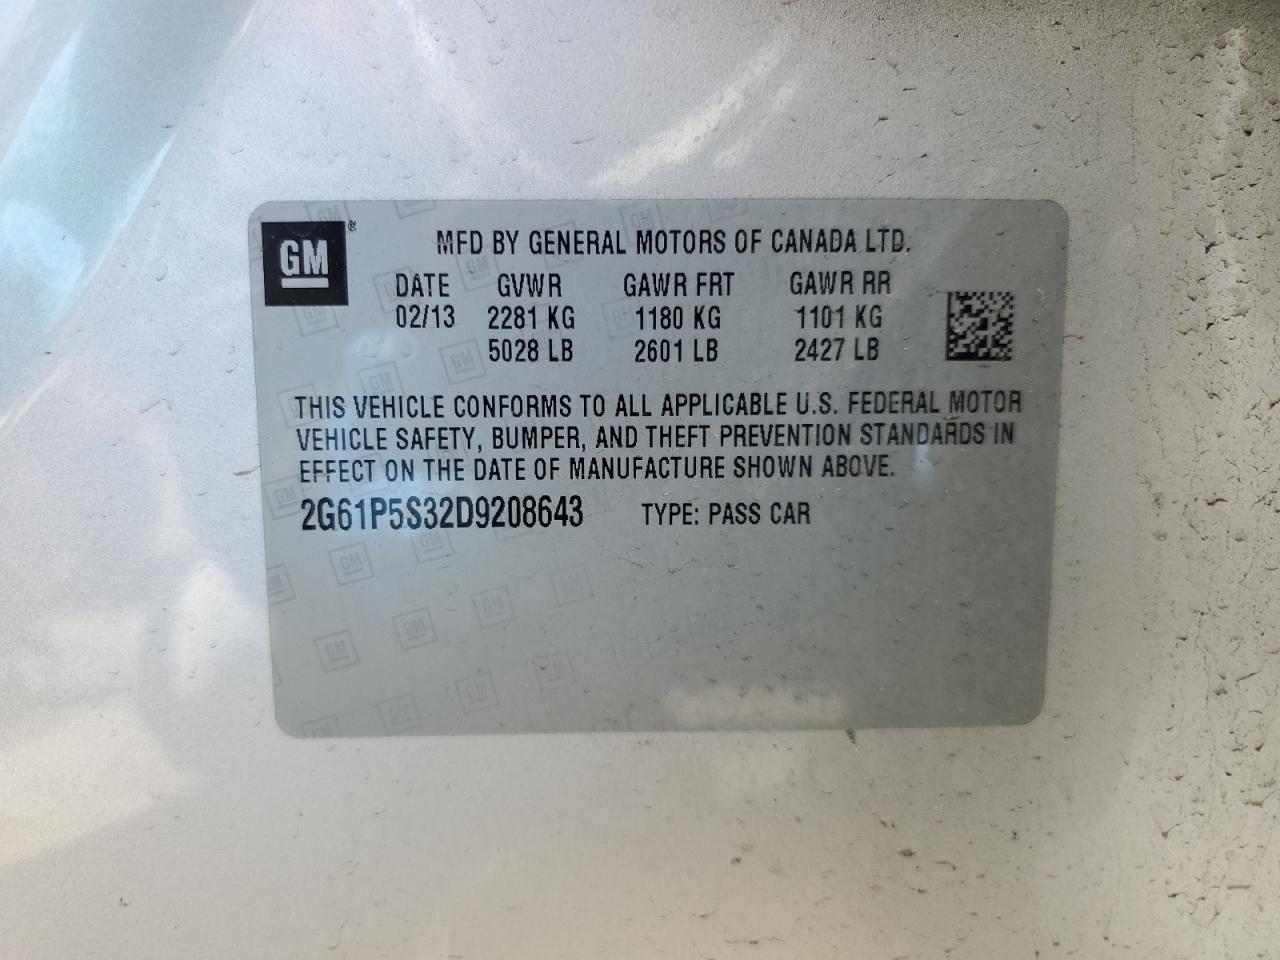 GM®
MFD BY GENERAL MOTORS OF CANADA LTD.
DATE GVWR GAWR FRT GAWR RR
02/13 2281 KG 1180 KG 1101 KG
5028 LB 2601 LB 2427 LB
THIS VEHICLE CONFORMS TO ALL APPLICABLE U.S. FEDERAL MOTOR
VEHICLE SAFETY, BUMPER, AND THEFT PREVENTION STANDARDS IN
EFFECT ON THE DATE OF MANUFACTURE SHOWN ABOVE.
2G61P5S32D9208643 TYPE: PASS CAR